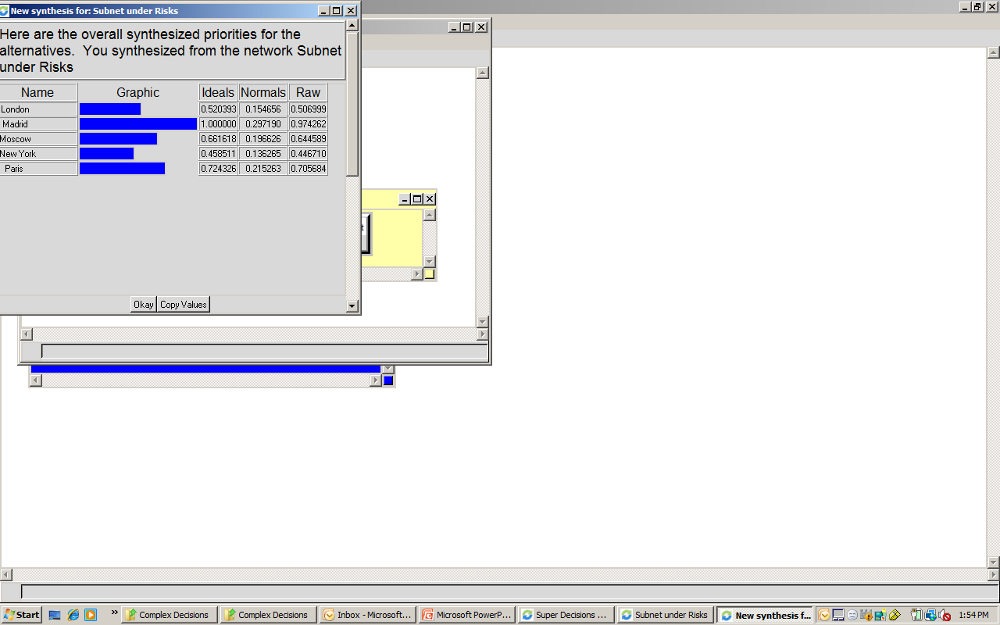 New synthesis for: Subnet under Risks
Here are the overall synthesized priorities for the
alternatives.  You synthesized from the network Subnet
under Risks
Name Graphic Ideals Normals Raw
London 0.520393 0.154656 0.506999
Madrid 1.000000 0.297190 0.974262
Moscow 0.661618 0.196626 0.644589
New York 0.458511 0.136265 0.446710
Paris 0.724326 0.215263 0.705684
t
Okay Copy Values
Start » Complex Decisions Complex Decisions Inbox - Microsoft... Microsoft PowerP... Super Decisions ... Subnet under Risks New synthesis f... 1:54 PM